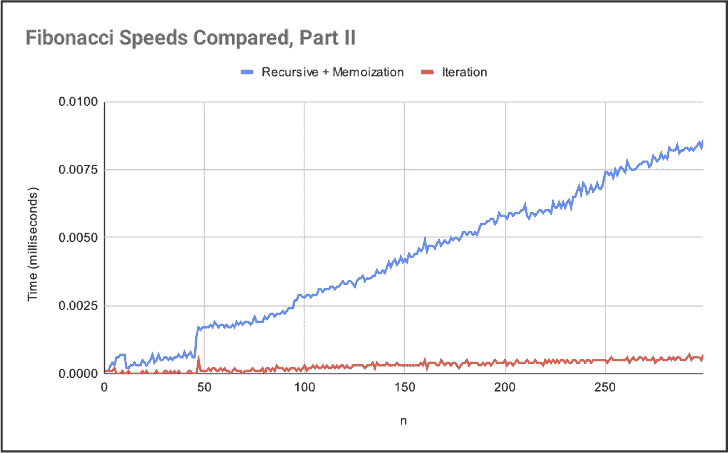 Fibonacci Speeds Compared, Part II
Recursive + Memoization Iteration
0.0100
0.0075
0.0050
0.0025
0.0000
Time (milliseconds)
0 50 100 150 200 250
n